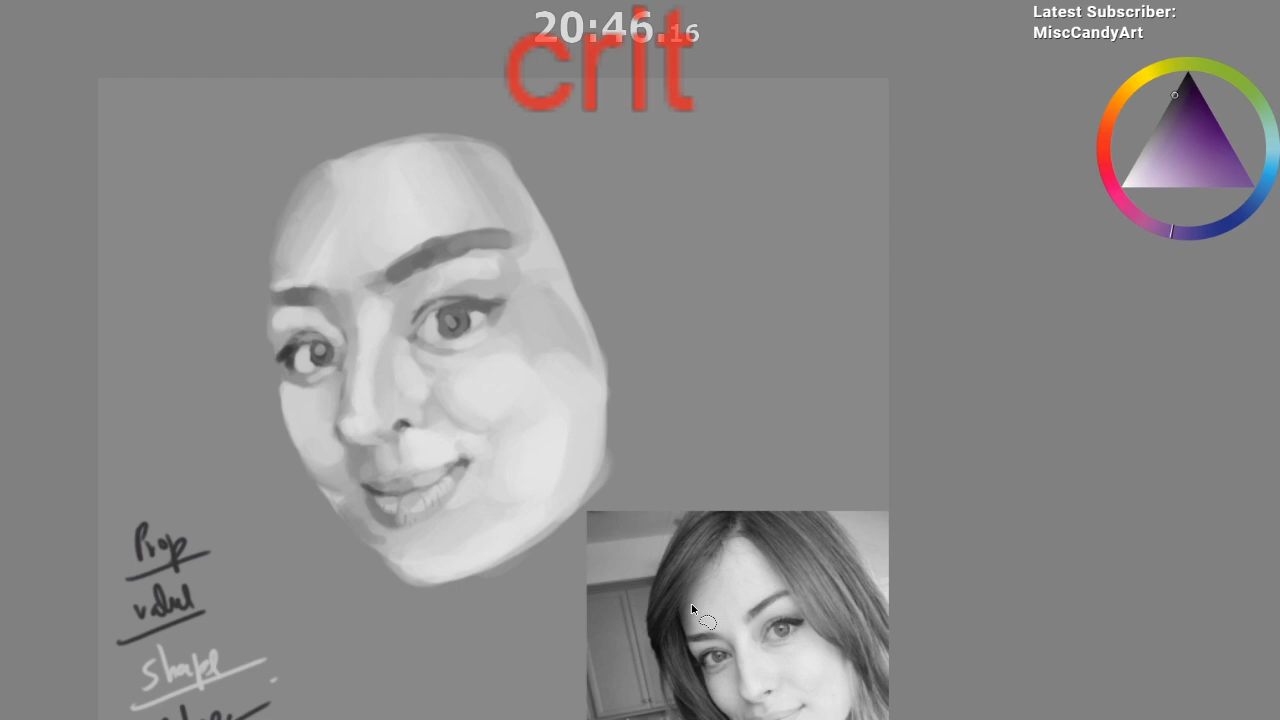 20:46.16
crit
Latest Subscriber:
MiscCandyArt
Prop
value
shape